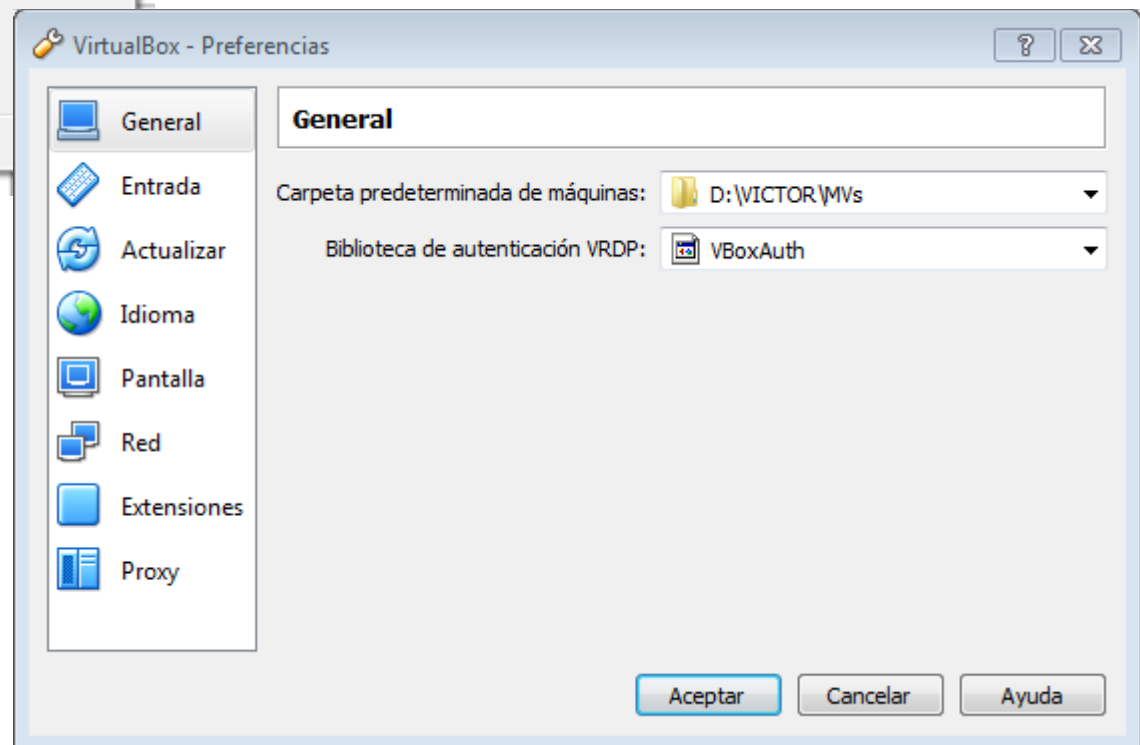 VirtualBox - Preferencias
General
Entrada
Actualizar
Idioma
Pantalla
Red
Extensiones
Proxy
General
Carpeta predeterminada de máquinas: D:\VICTOR\MVs
Biblioteca de autenticación VRDP: VBoxAuth
Aceptar Cancelar Ayuda